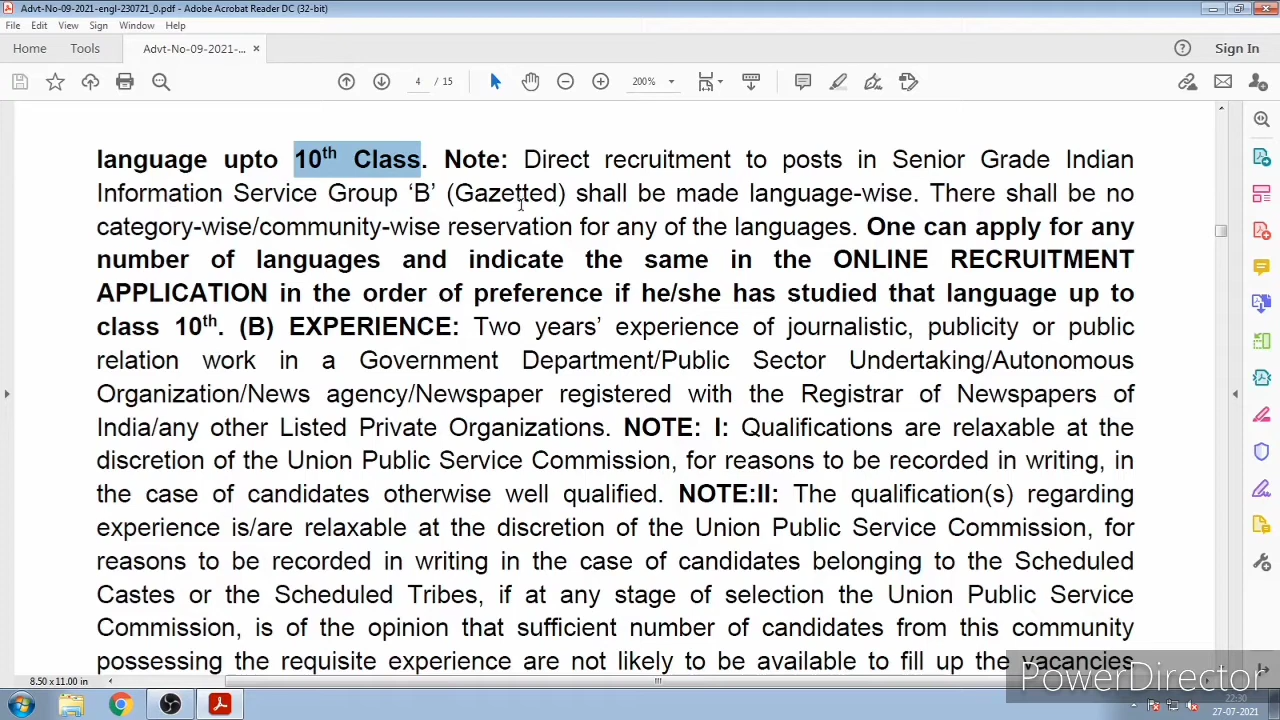 Advt-No-09-2021-engl-230721_0.pdf - Adobe Acrobat Reader DC (32-bit)
File Edit View Sign Window Help
Home Tools Advt-No-09-2021-... × Sign In
4 / 15 200%
language upto 10th Class. Note: Direct recruitment to posts in Senior Grade Indian
Information Service Group ‘B’ (Gazetted) shall be made language-wise. There shall be no
category-wise/community-wise reservation for any of the languages. One can apply for any
number of languages and indicate the same in the ONLINE RECRUITMENT
APPLICATION in the order of preference if he/she has studied that language up to
class 10th. (B) EXPERIENCE: Two years’ experience of journalistic, publicity or public
relation work in a Government Department/Public Sector Undertaking/Autonomous
Organization/News agency/Newspaper registered with the Registrar of Newspapers of
India/any other Listed Private Organizations. NOTE: I: Qualifications are relaxable at the
discretion of the Union Public Service Commission, for reasons to be recorded in writing, in
the case of candidates otherwise well qualified. NOTE:II: The qualification(s) regarding
experience is/are relaxable at the discretion of the Union Public Service Commission, for
reasons to be recorded in writing in the case of candidates belonging to the Scheduled
Castes or the Scheduled Tribes, if at any stage of selection the Union Public Service
Commission, is of the opinion that sufficient number of candidates from this community
possessing the requisite experience are not likely to be available to fill up the vacancies
8.50 x 11.00 in
PowerDirector
22:30
27-07-2021